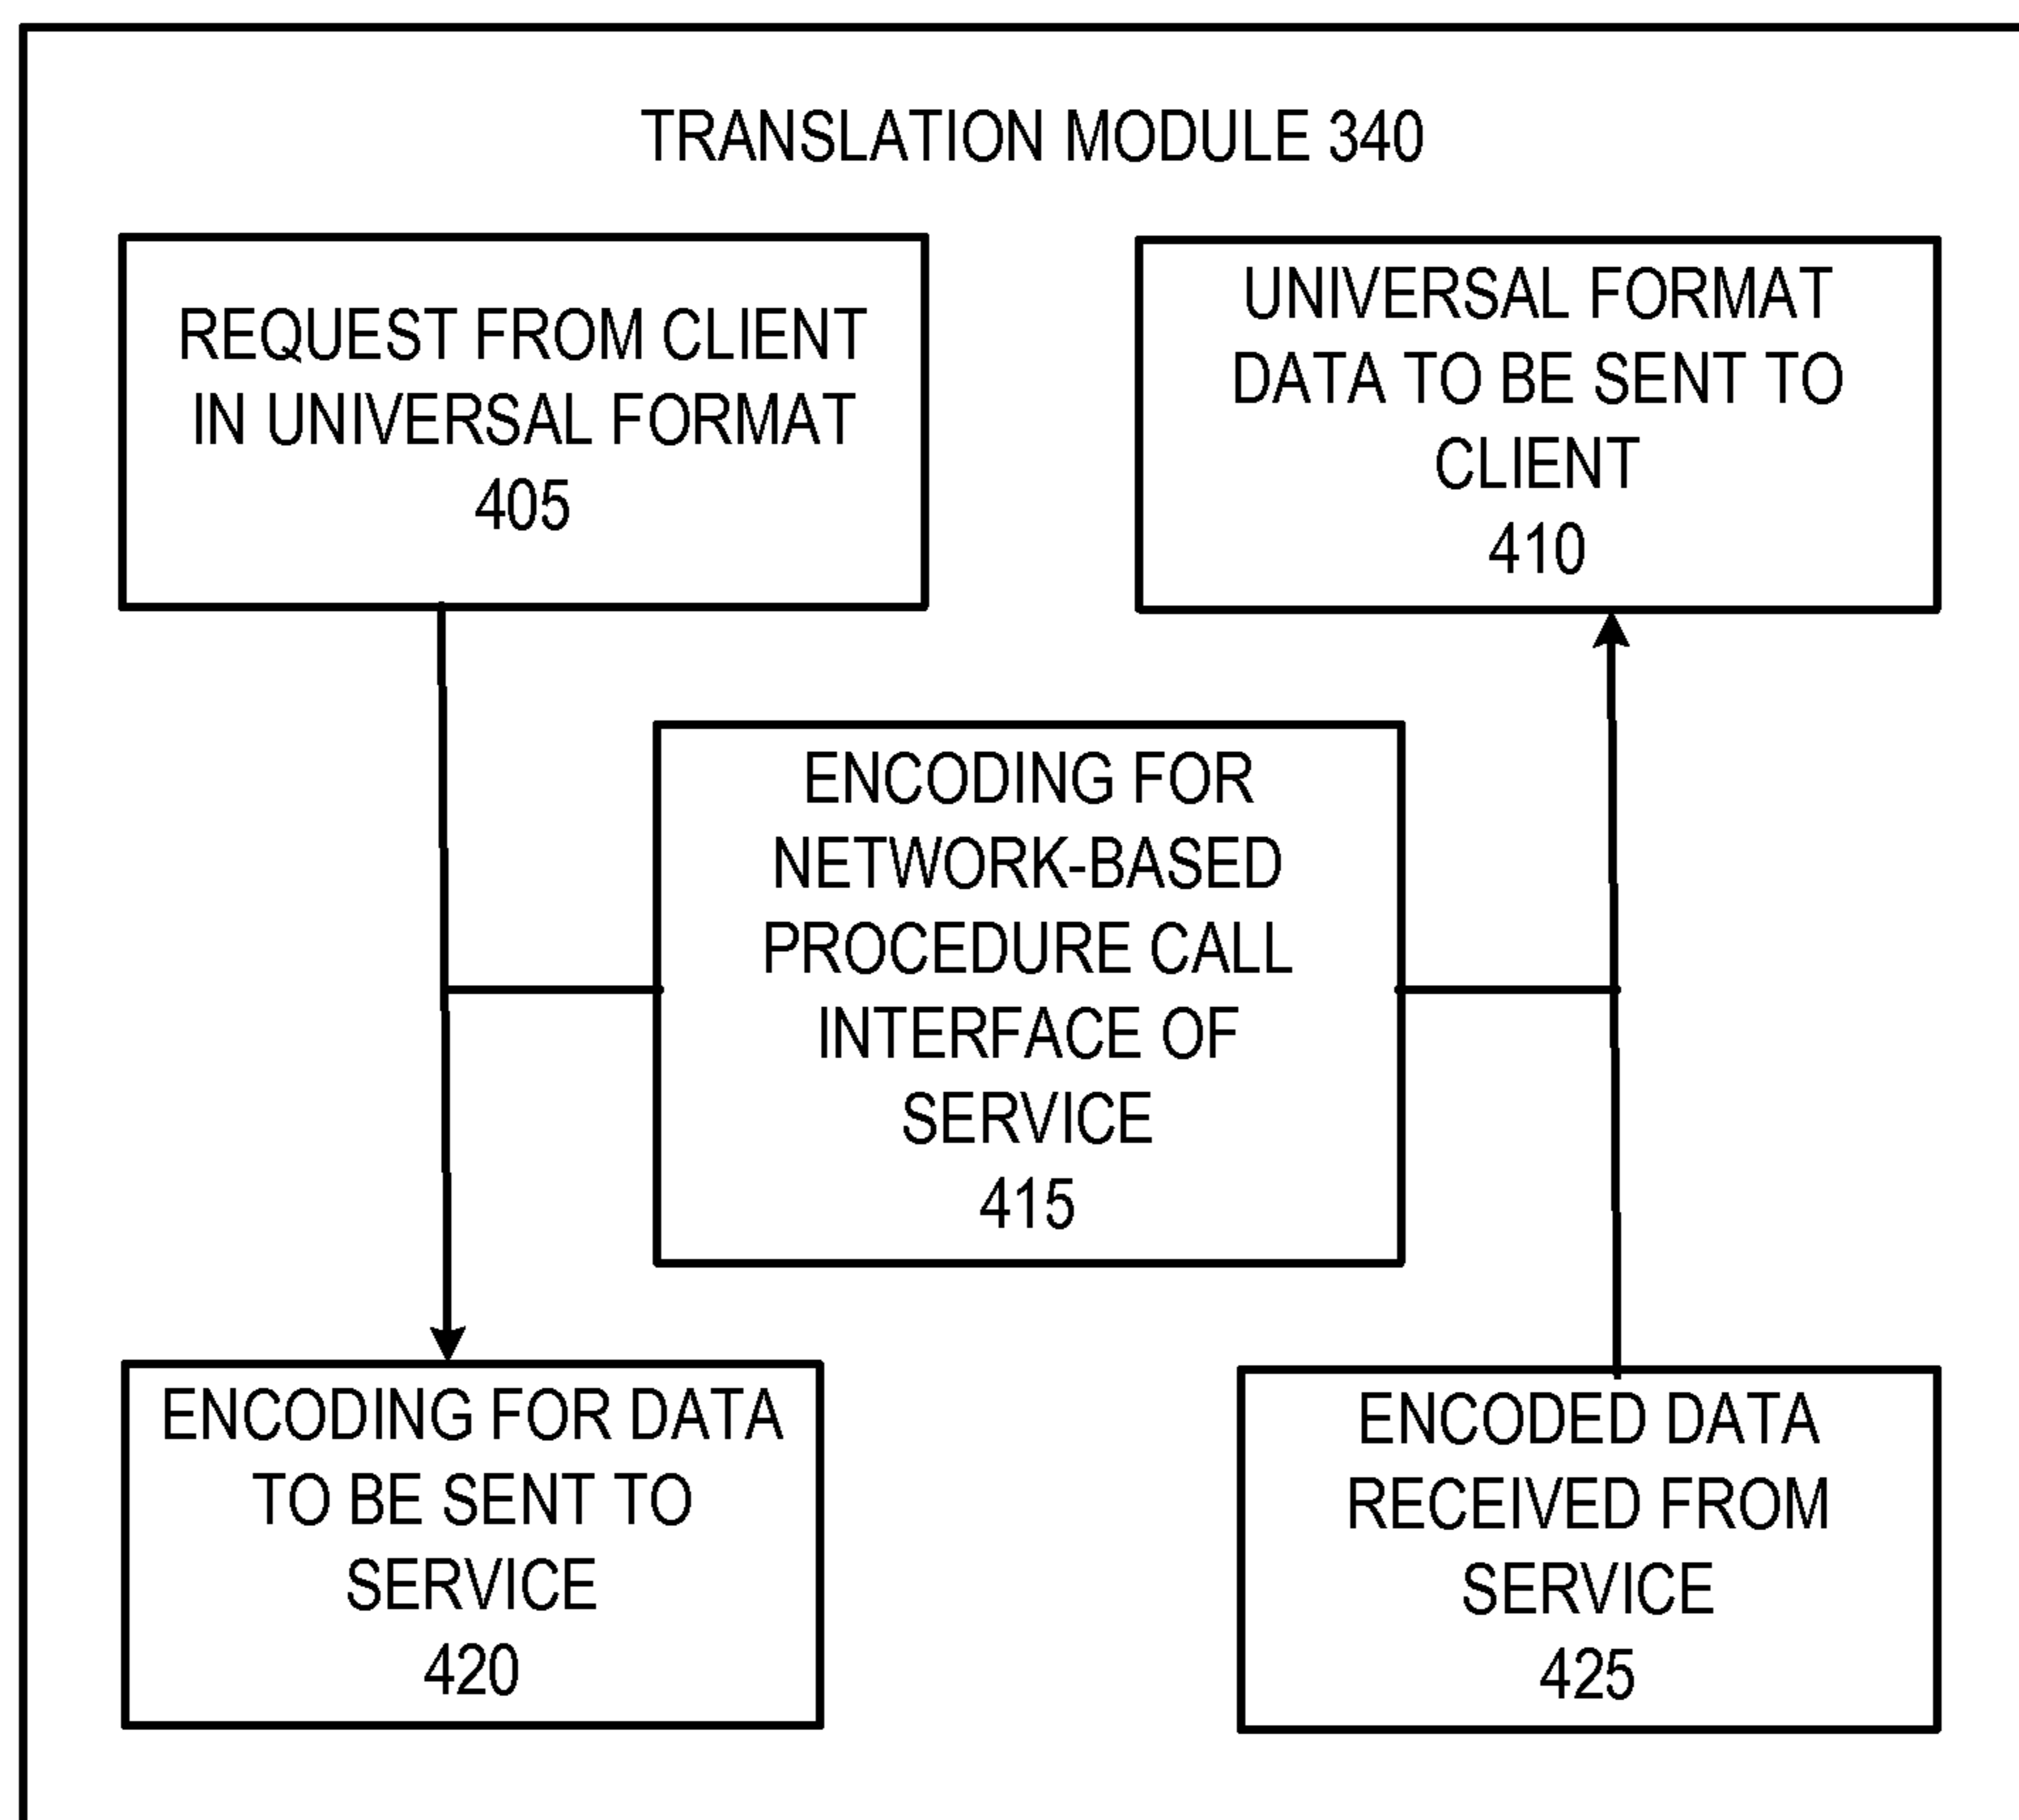 TRANSLATION MODULE 340
REQUEST FROM CLIENT
IN UNIVERSAL FORMAT
405
UNIVERSAL FORMAT
DATA TO BE SENT TO
CLIENT
410
ENCODING FOR
NETWORK-BASED
PROCEDURE CALL
INTERFACE OF
SERVICE
415
ENCODING FOR DATA
TO BE SENT TO
SERVICE
420
ENCODED DATA
RECEIVED FROM
SERVICE
425